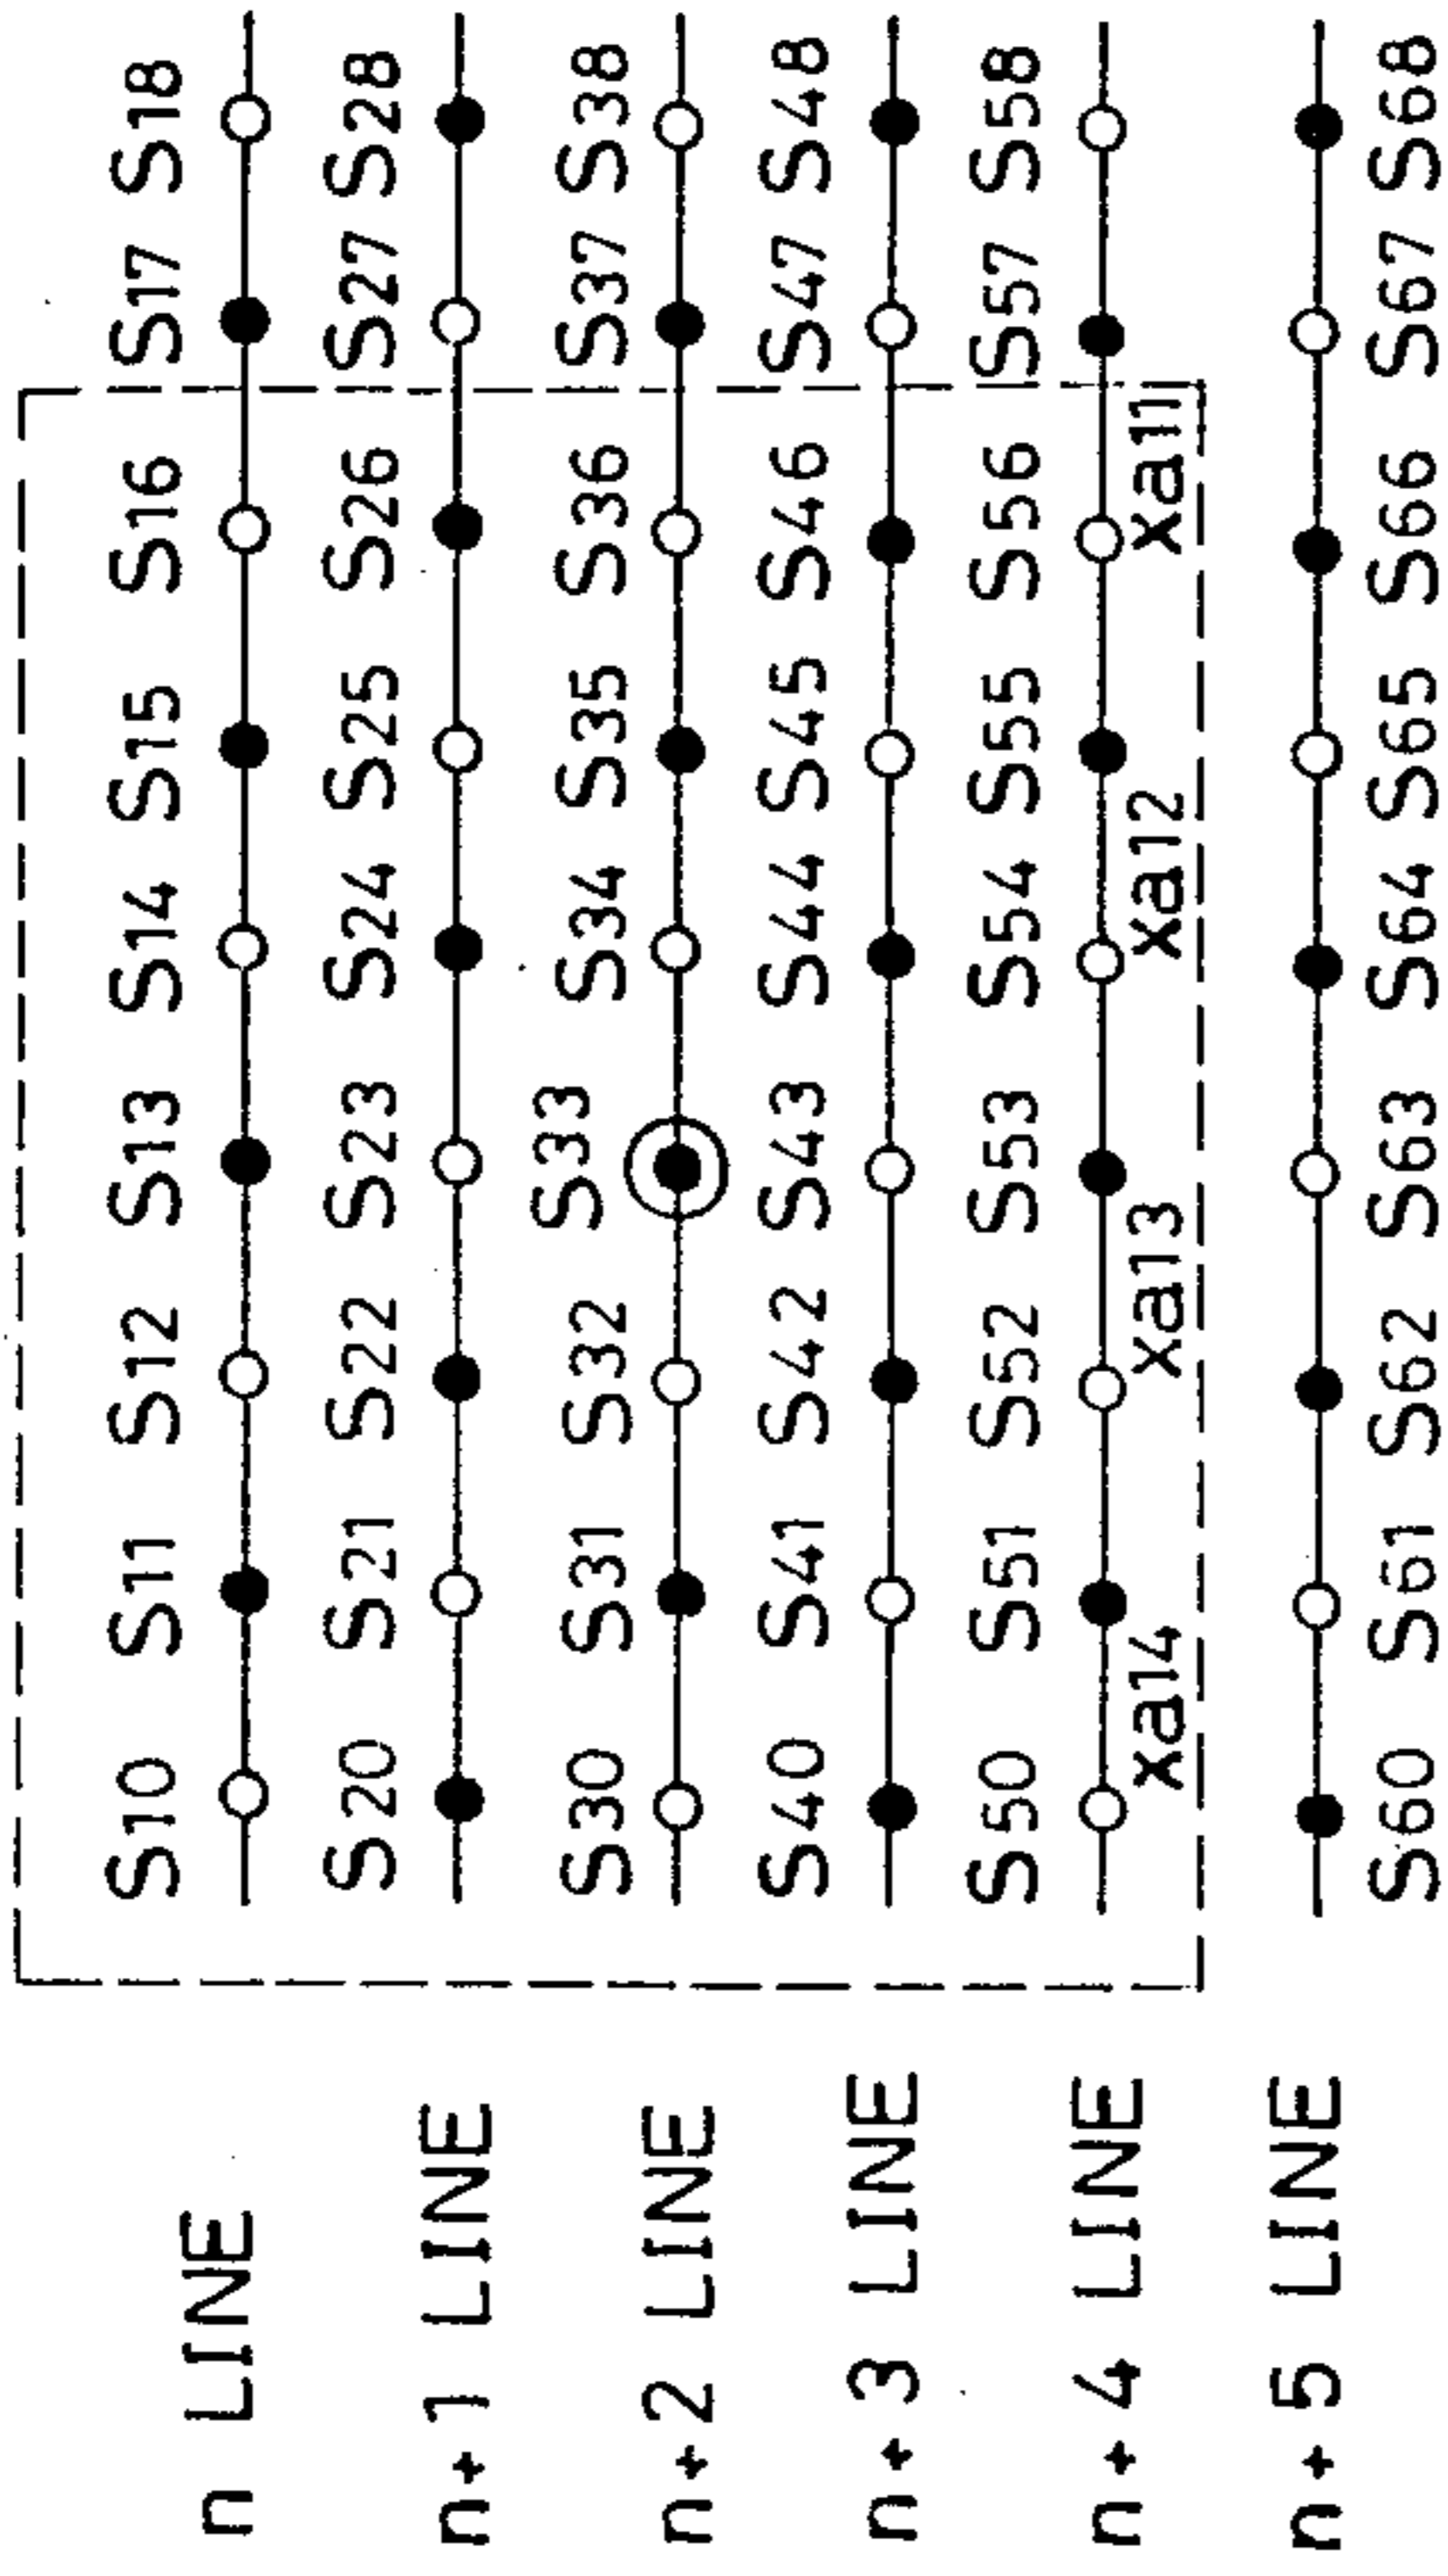 n LINE S10 S11 S12 S13 S14 S15 S16 S17 S18
n+1 LINE S20 S21 S22 S23 S24 S25 S26 S27 S28
n+2 LINE S30 S31 S32 S33 S34 S35 S36 S37 S38
n+3 LINE S40 S41 S42 S43 S44 S45 S46 S47 S48
n+4 LINE S50 S51 S52 S53 S54 S55 S56 S57 S58
xa14 xa13 xa12 xa11
n+5 LINE S60 S61 S62 S63 S64 S65 S66 S67 S68